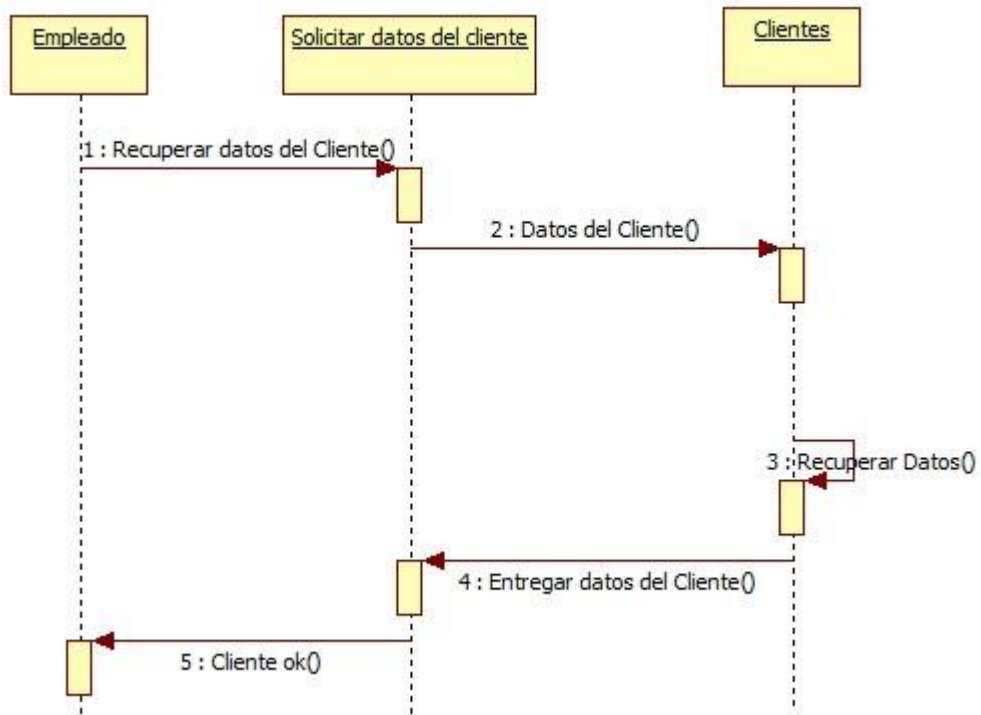 Empleado
Solicitar datos del cliente
Clientes
1 : Recuperar datos del Cliente()
2 : Datos del Cliente()
3 : Recuperar Datos()
4 : Entregar datos del Cliente()
5 : Cliente ok()